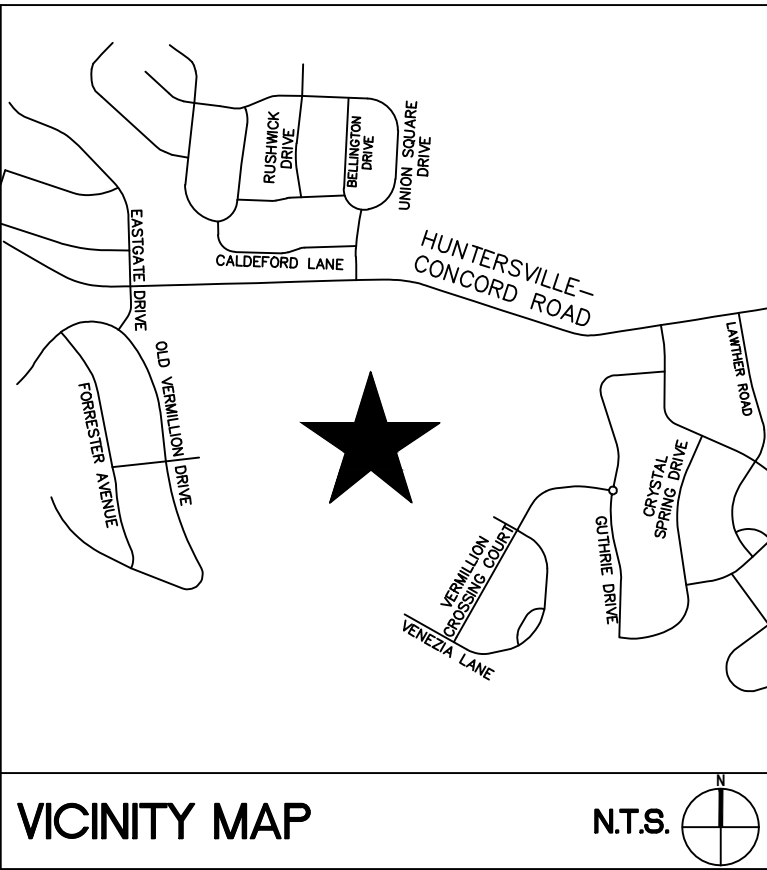 RUSHWICK
DRIVE
BELLINGTON
DRIVE
UNION SQUARE
DRIVE
EASTGATE DRIVE
CALDEFORD LANE
HUNTERSVILLE–
CONCORD ROAD
OLD VERMILLION DRIVE
FORRESTER AVENUE
LAWTHER ROAD
CRYSTAL
SPRING DRIVE
GUTHRIE DRIVE
VERMILLION
CROSSING COURT
VENEZIA LANE
VICINITY MAP
N.T.S.
N